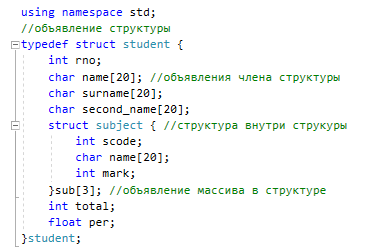 using namespace std;
//объявление структуры
typedef struct student {
int rno;
char name[20]; //объявления члена структуры
char surname[20];
char second_name[20];
struct subject { //структура внутри струкуры
int scode;
char name[20];
int mark;
}sub[3]; //объявление массива в структуре
int total;
float per;
}student;